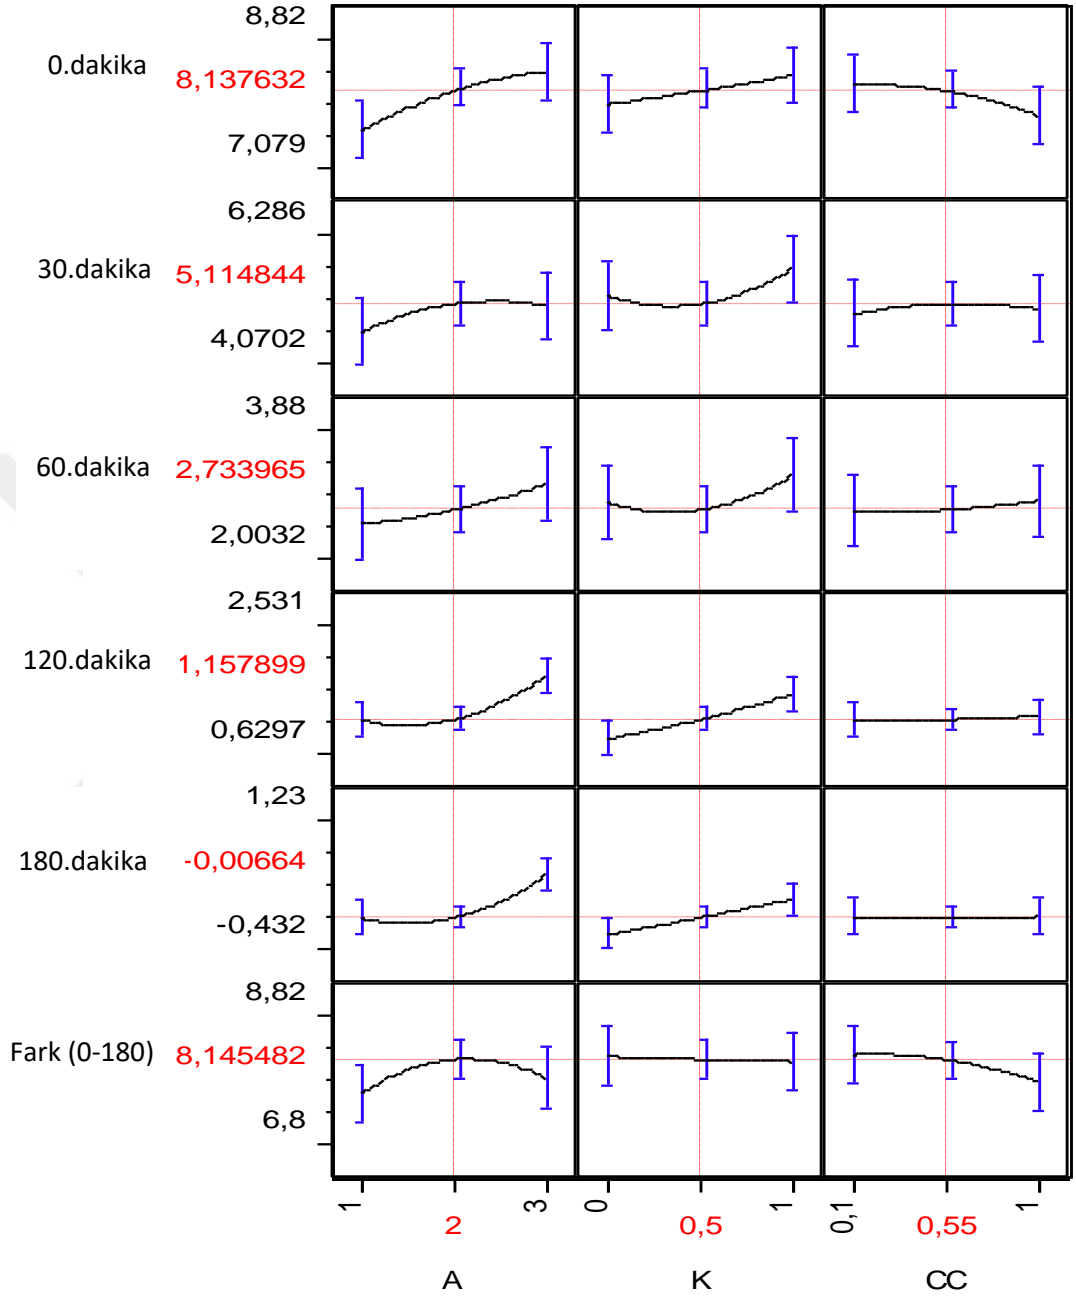 8,82
0.dakika 8,137632
7,079
6,286
30.dakika 5,114844
4,0702
3,88
60.dakika 2,733965
2,0032
2,531
120.dakika 1,157899
0,6297
1,23
180.dakika -0,00664
-0,432
8,82
Fark (0-180) 8,145482
6,8
1 2 3 0 0,5 1 0,1 0,55 1
A K CC